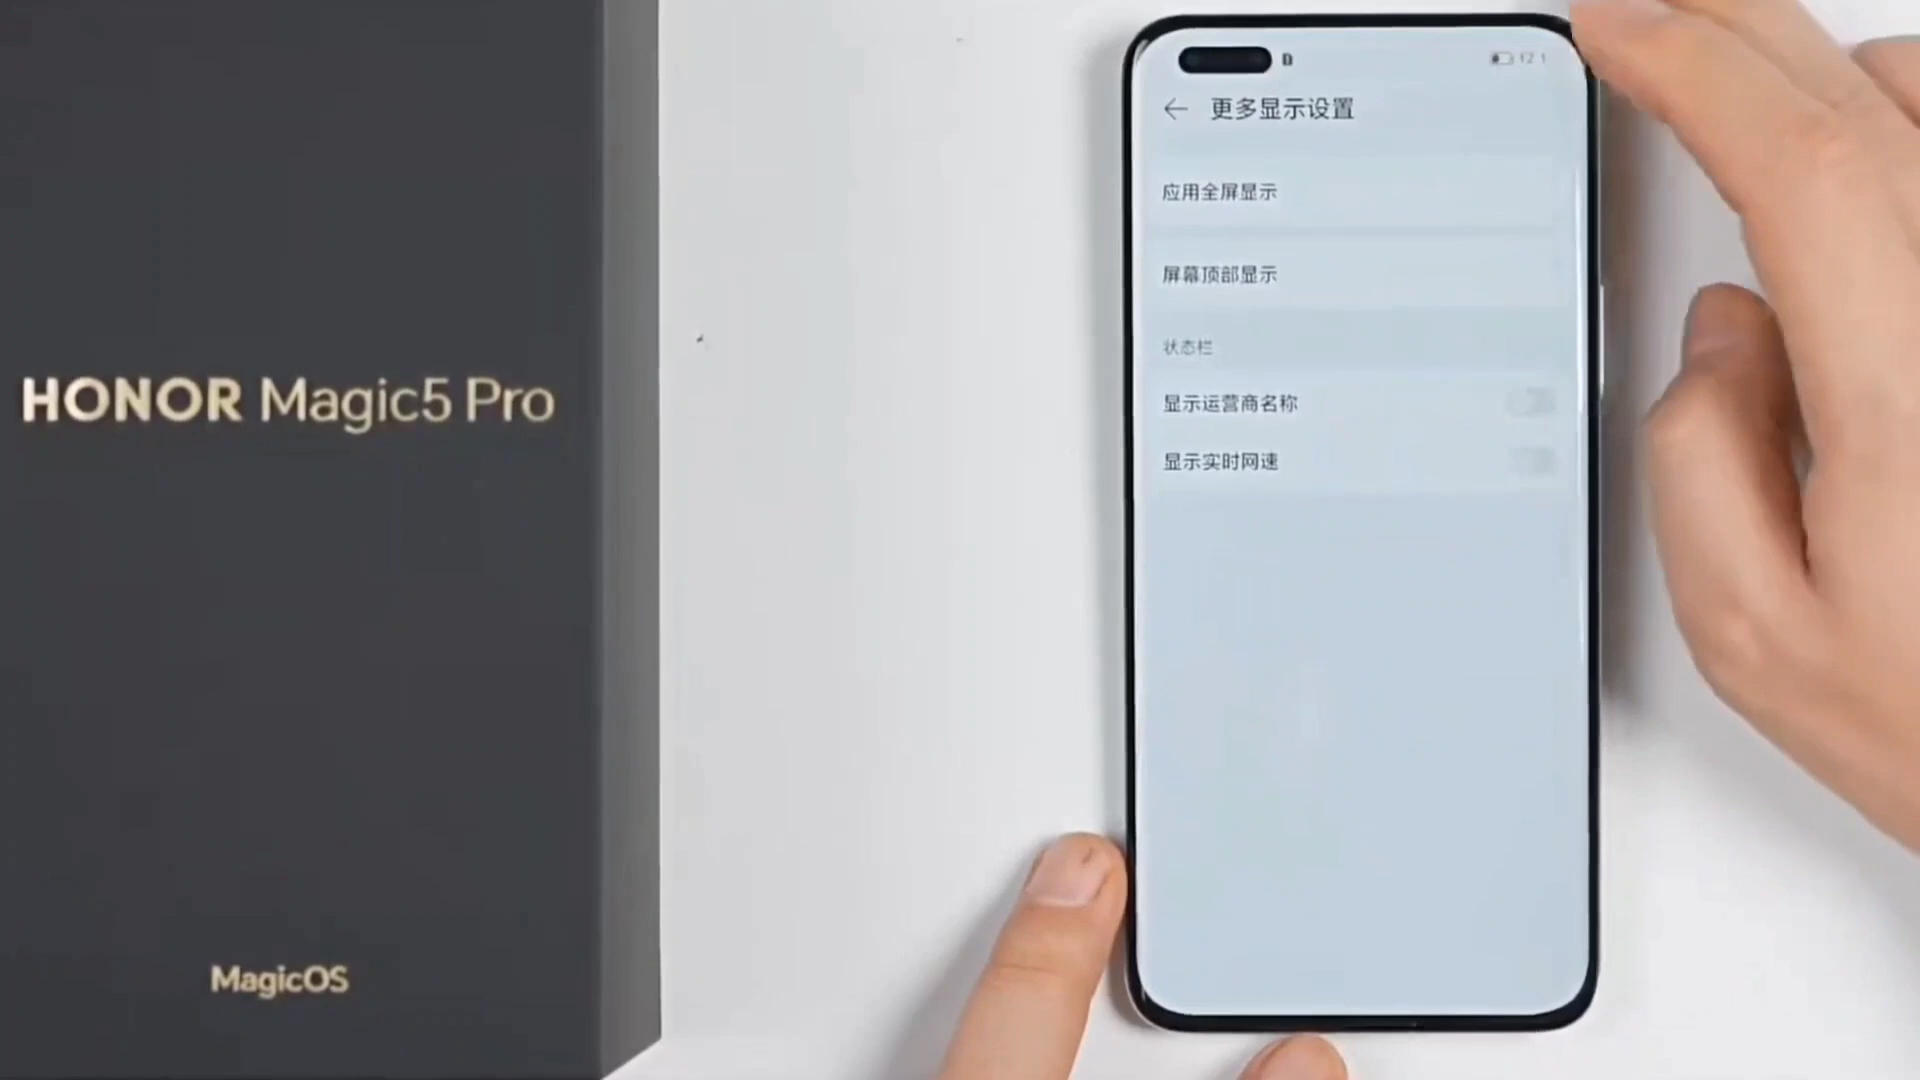 HONOR Magic5 Pro
MagicOS
更多显示设置
应用全屏显示
屏幕顶部显示
状态栏
显示运营商名称
显示实时网速